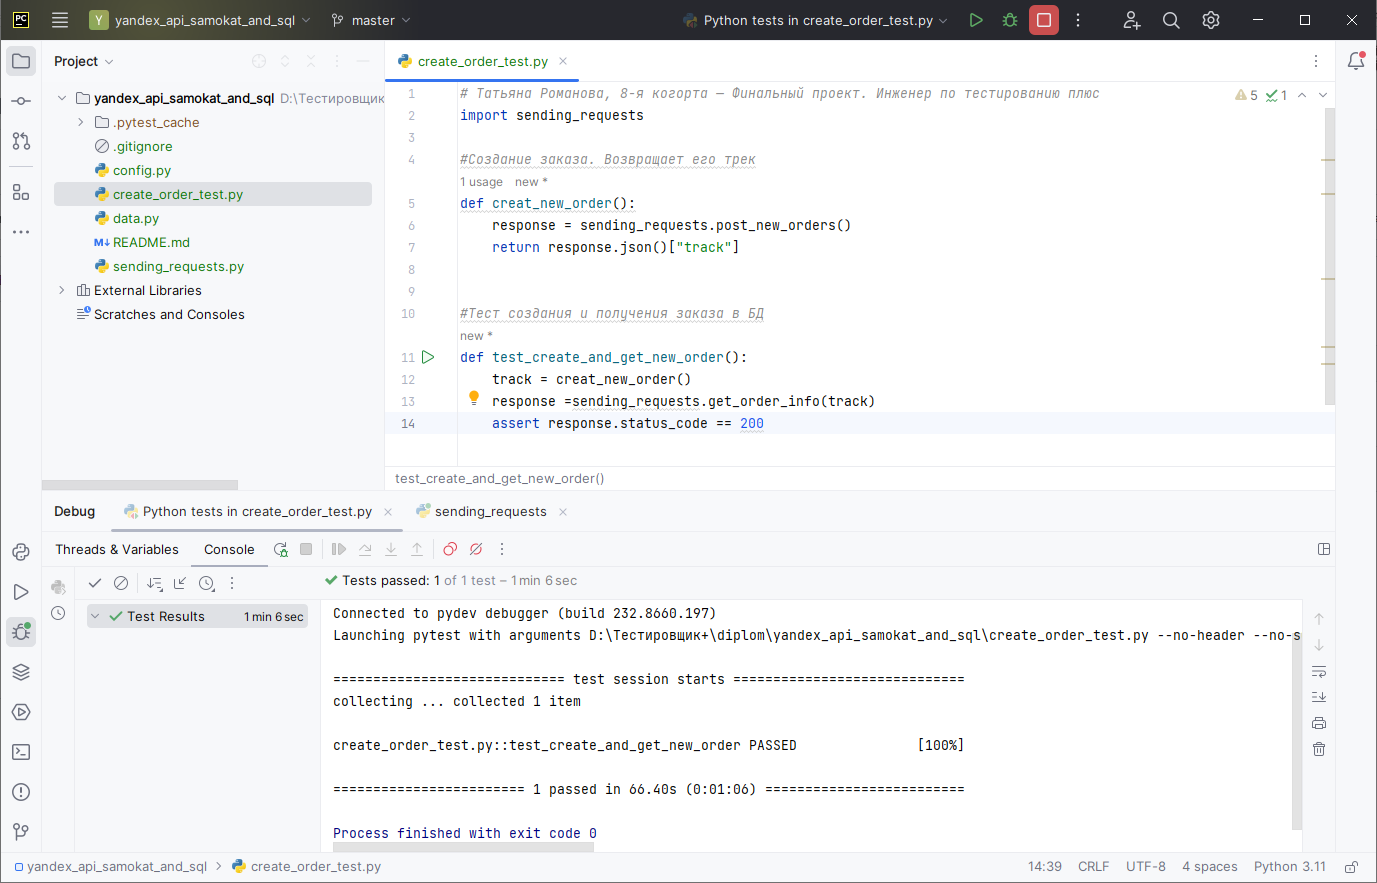 PC
Y yandex_api_samokat_and_sql master Python tests in create_order_test.py
Project
yandex_api_samokat_and_sql D:\Тестировщик
.pytest_cache
.gitignore
config.py
create_order_test.py
data.py
M↓ README.md
sending_requests.py
External Libraries
Scratches and Consoles
create_order_test.py
5 1
1 # Татьяна Романова, 8-я когорта — Финальный проект. Инженер по тестированию плюс
2 import sending_requests
3
4 #Создание заказа. Возвращает его трек
1 usage new *
5 def creat_new_order():
6 response = sending_requests.post_new_orders()
7 return response.json()["track"]
8
9
10 #Тест создания и получения заказа в БД
new *
11 def test_create_and_get_new_order():
12 track = creat_new_order()
13 response =sending_requests.get_order_info(track)
14 assert response.status_code == 200
test_create_and_get_new_order()
Debug Python tests in create_order_test.py sending_requests
Threads & Variables Console
Tests passed: 1 of 1 test – 1 min 6 sec
Test Results 1 min 6 sec
Connected to pydev debugger (build 232.8660.197)
Launching pytest with arguments D:\Тестировщик+\diplom\yandex_api_samokat_and_sql\create_order_test.py --no-header --no-s
============================= test session starts =============================
collecting ... collected 1 item
create_order_test.py::test_create_and_get_new_order PASSED [100%]
======================== 1 passed in 66.40s (0:01:06) =========================
Process finished with exit code 0
yandex_api_samokat_and_sql > create_order_test.py 14:39 CRLF UTF-8 4 spaces Python 3.11